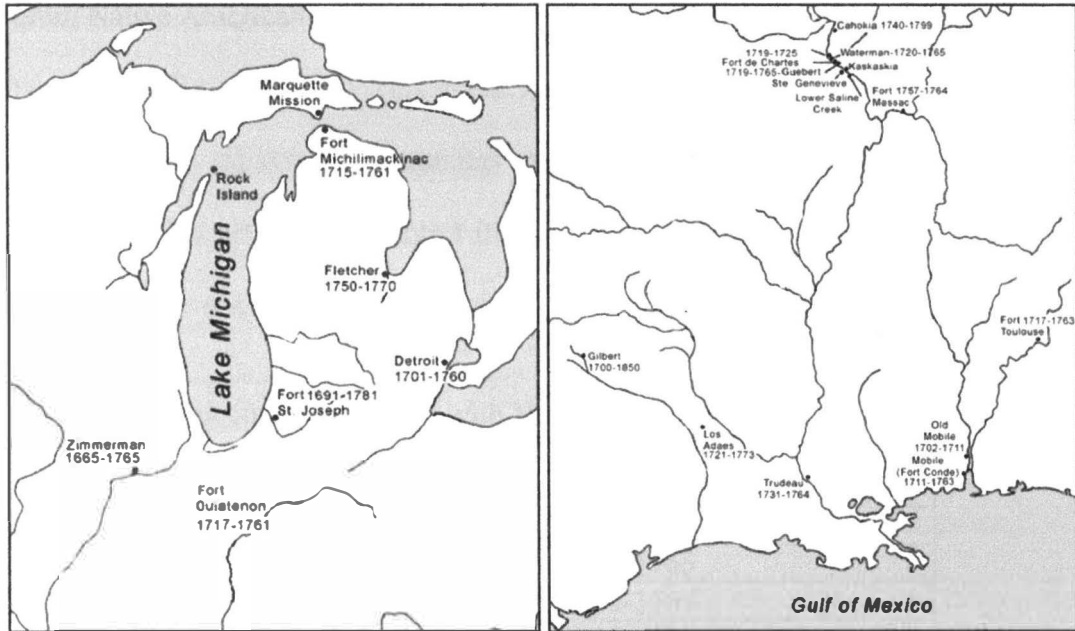 Marquette
Mission
Fort
Michilimackinac
1715-1761
Rock
Island
Lake Michigan
Fletcher
1750-1770
Detroit
1701-1760
Fort 1691-1781
St. Joseph
Zimmerman
1665-1765
Fort
Ouiatenon
1717-1761
Cahokia 1740-1799
1719-1725
Waterman-1720-1765
Fort de Chartes
Kaskaskia
1719-1765-Guebert
Ste Genevieve
Lower Saline
Creek
Fort 1757-1764
Massac
Fort 1717-1763
Toulouse
Gilbert
1700-1850
Los
Adaes
1721-1773
Old
Mobile
1702-1711
Mobile
(Fort Conde)
1711-1763
Trudeau
1731-1764
Gulf of Mexico